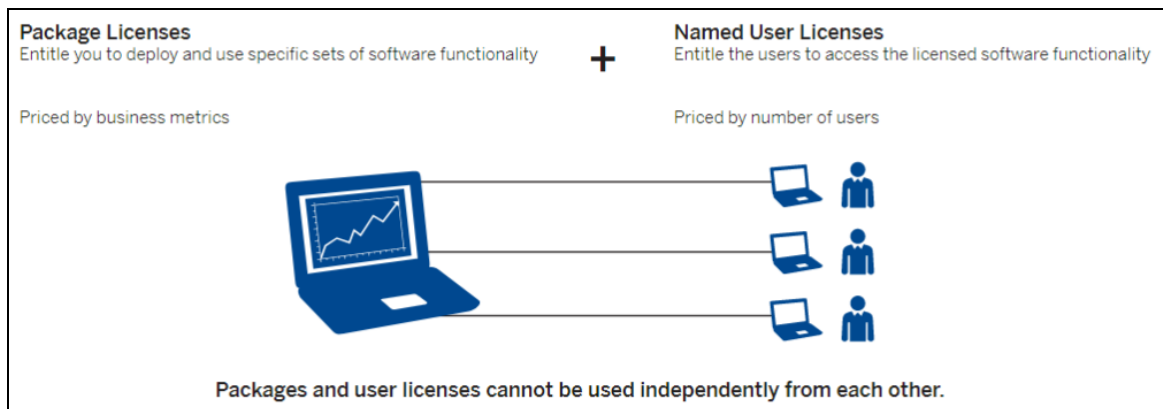 Package Licenses
Entitle you to deploy and use specific sets of software functionality
Priced by business metrics
+
Named User Licenses
Entitle the users to access the licensed software functionality
Priced by number of users
Packages and user licenses cannot be used independently from each other.